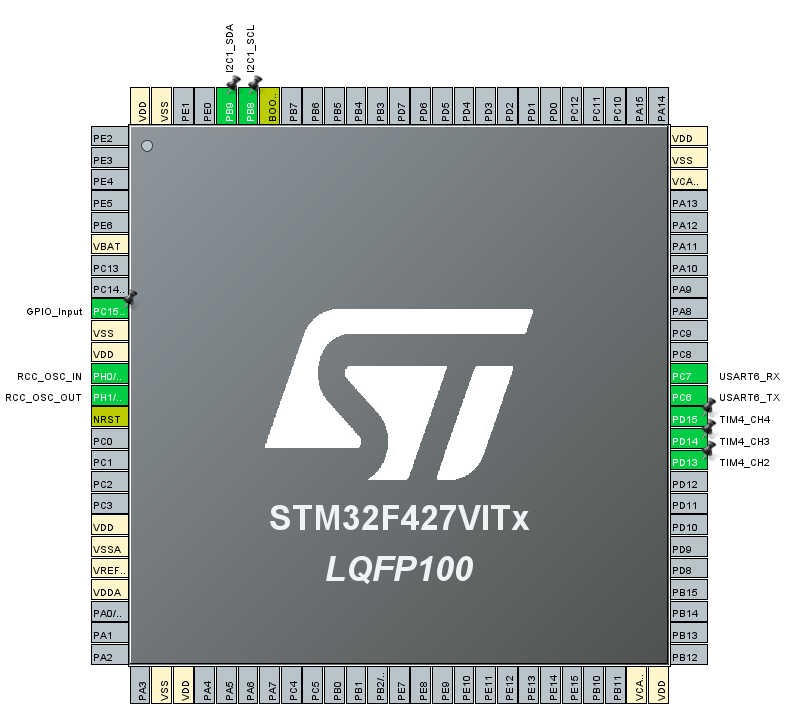 I2C1_SDA
I2C1_SCL
VDD
VSS
PE1
PE0
PB9
PB8
BOO..
PB7
PB6
PB5
PB4
PB3
PD7
PD6
PD5
PD4
PD3
PD2
PD1
PD0
PC12
PC11
PC10
PA15
PA14
PE2
PE3
PE4
PE5
PE6
VBAT
PC13
PC14..
GPIO_Input PC15..
VSS
VDD
RCC_OSC_IN PH0/..
RCC_OSC_OUT PH1/..
NRST
PC0
PC1
PC2
PC3
VDD
VSSA
VREF..
VDDA
PA0/..
PA1
PA2
STM32F427VITx
LQFP100
VDD
VSS
VCA..
PA13
PA12
PA11
PA10
PA9
PA8
PC9
PC8
PC7 USART6_RX
PC6 USART6_TX
PD15 TIM4_CH4
PD14 TIM4_CH3
PD13 TIM4_CH2
PD12
PD11
PD10
PD9
PD8
PB15
PB14
PB13
PB12
PA3
VSS
VDD
PA4
PA5
PA6
PA7
PC4
PC5
PB0
PB1
PB2/..
PE7
PE8
PE9
PE10
PE11
PE12
PE13
PE14
PE15
PB10
PB11
VCA..
VDD